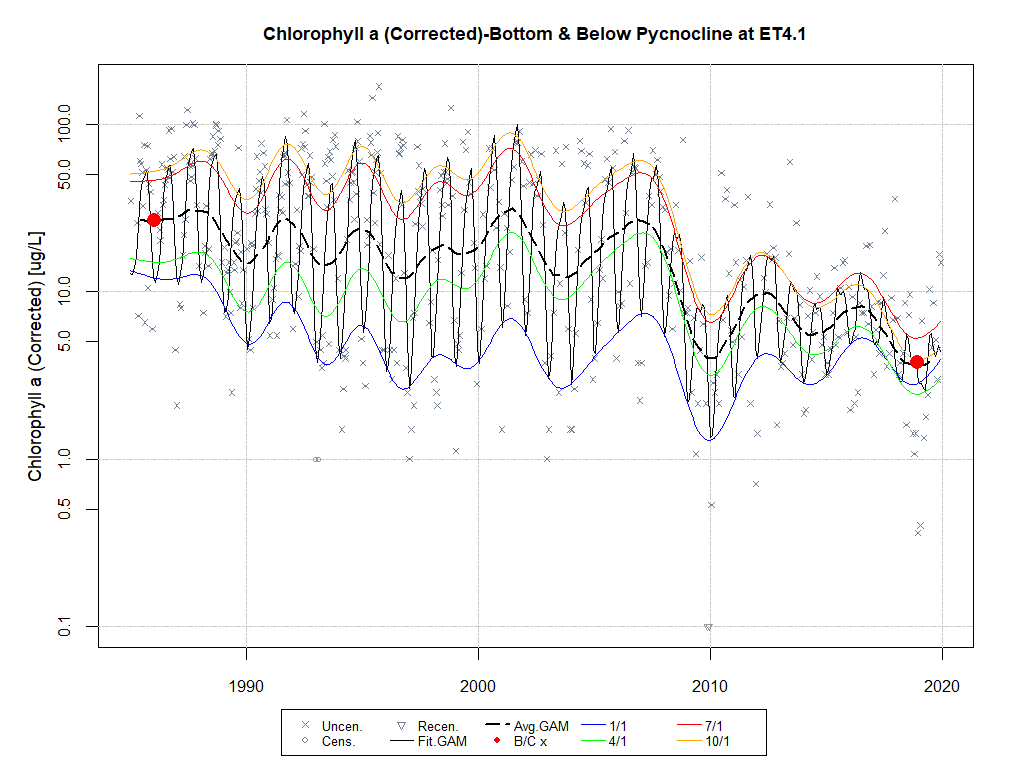 Chlorophyll a (Corrected)-Bottom & Below Pycnocline at ET4.1
Chlorophyll a (Corrected) [ug/L]
100.0
50.0
10.0
5.0
1.0
0.5
0.1
1990 2000 2010 2020
Uncen. Recen. Avg.GAM 1/1 7/1
Cens. Fit.GAM B/C x 4/1 10/1